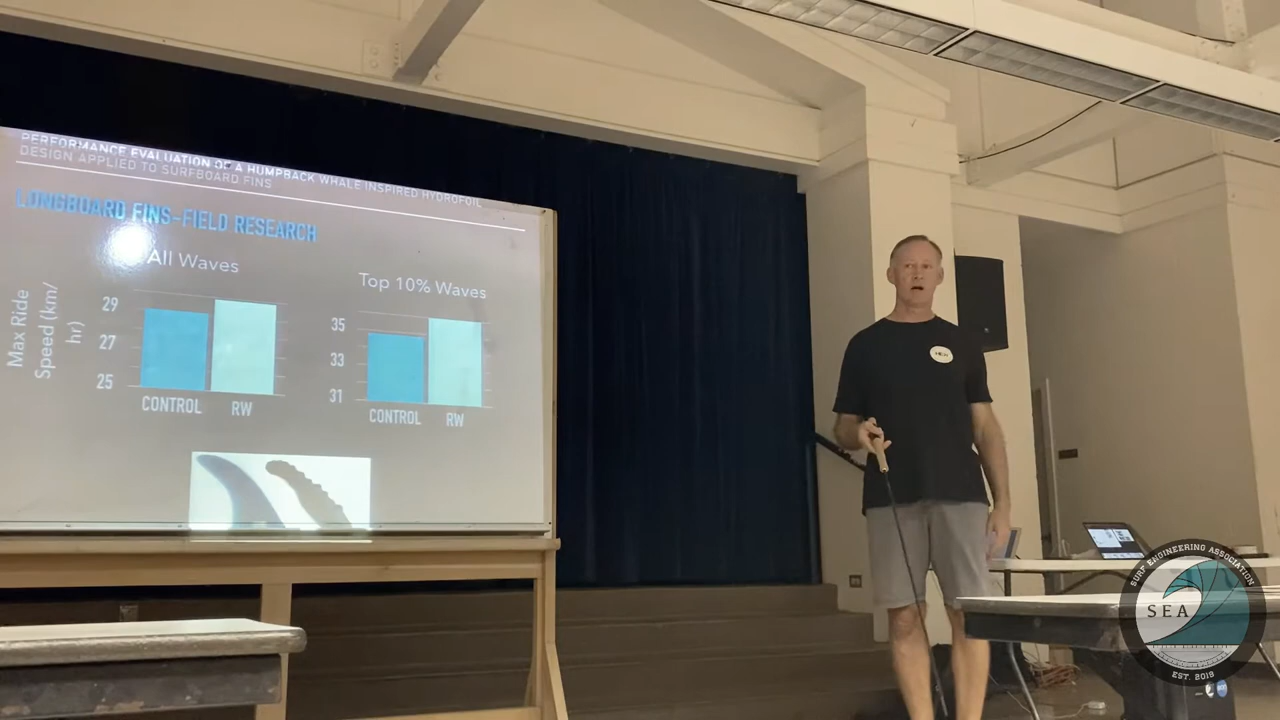 PERFORMANCE EVALUATION OF A HUMPBACK WHALE INSPIRED HYDROFOIL
DESIGN APPLIED TO SURFBOARD FINS
LONGBOARD FINS-FIELD RESEARCH
All Waves
Max Ride
Speed (km/
hr)
29
27
25
CONTROL RW
Top 10% Waves
35
33
31
CONTROL RW
SURF ENGINEERING ASSOCIATION
SEA
EST. 2019